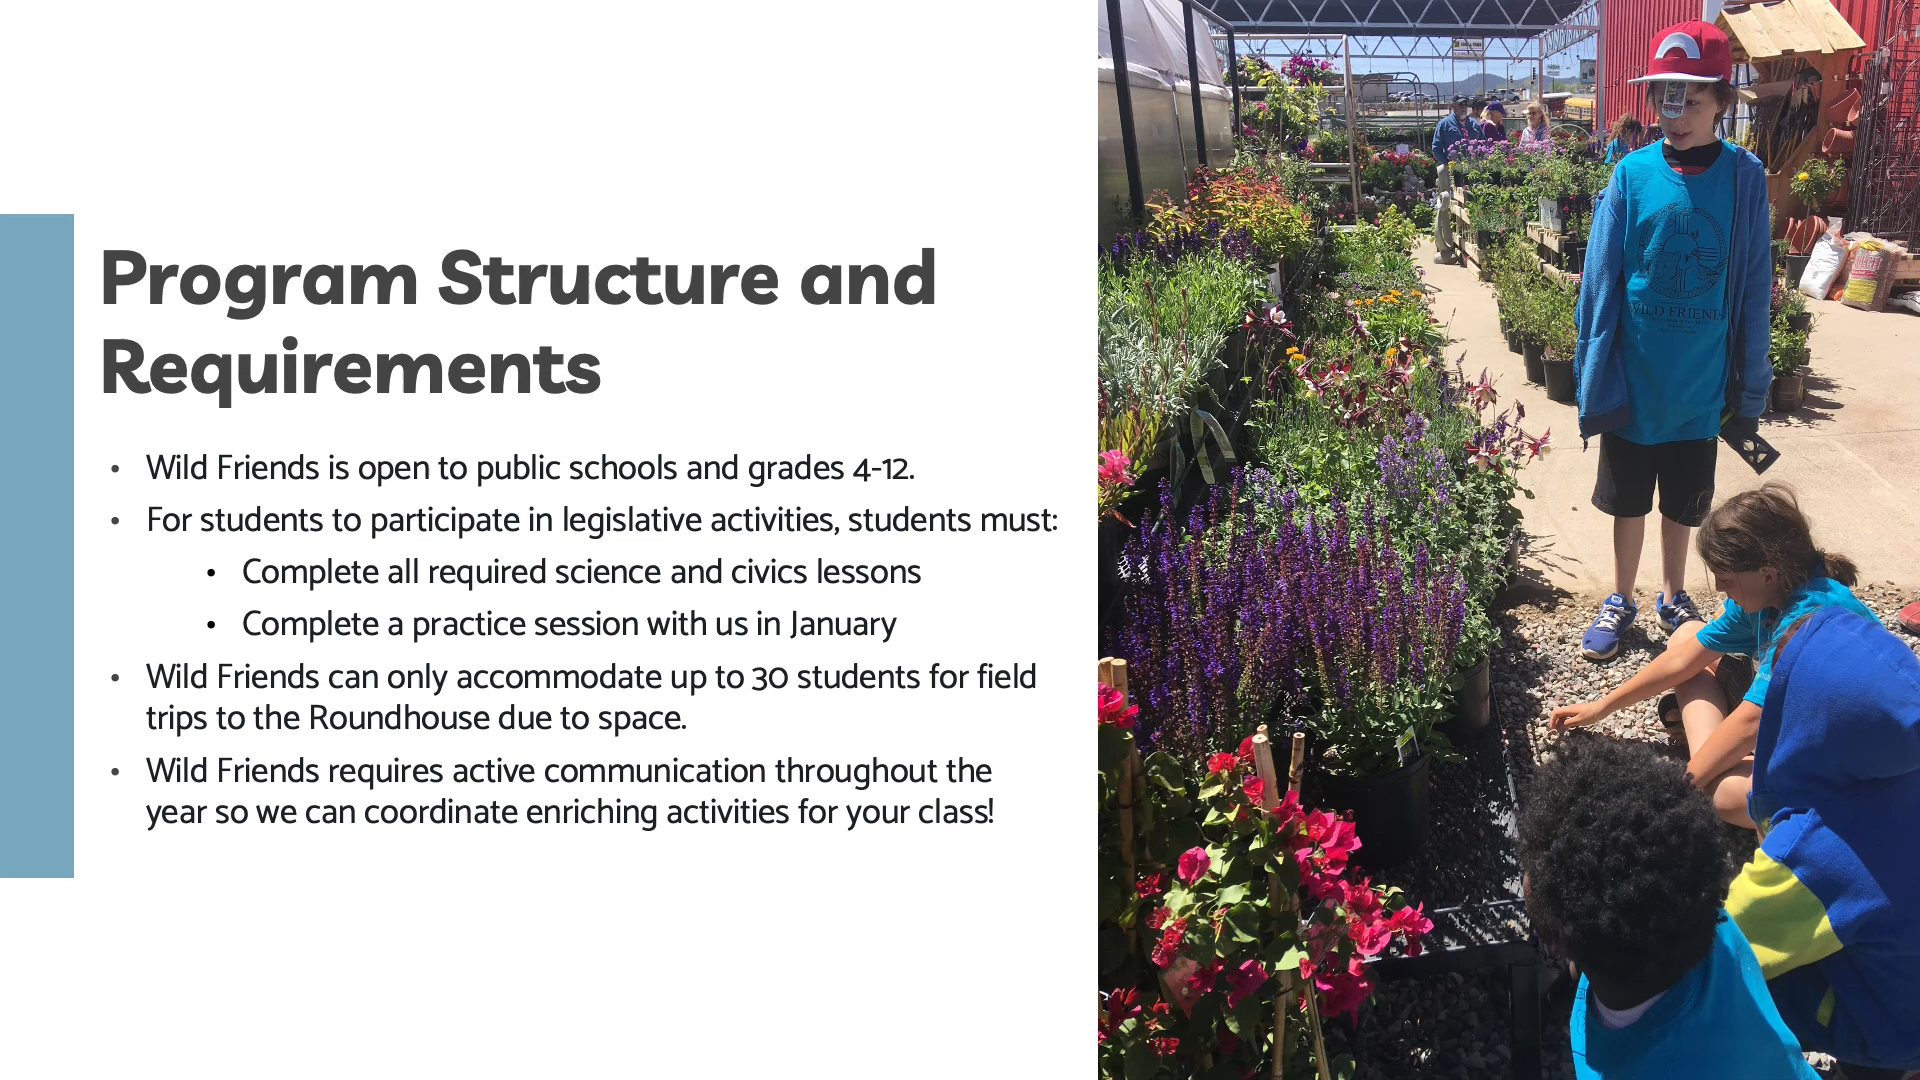 Program Structure and
Requirements
• Wild Friends is open to public schools and grades 4-12.
• For students to participate in legislative activities, students must:
• Complete all required science and civics lessons
• Complete a practice session with us in January
• Wild Friends can only accommodate up to 30 students for field
trips to the Roundhouse due to space.
• Wild Friends requires active communication throughout the
year so we can coordinate enriching activities for your class!
WILD FRIENDS